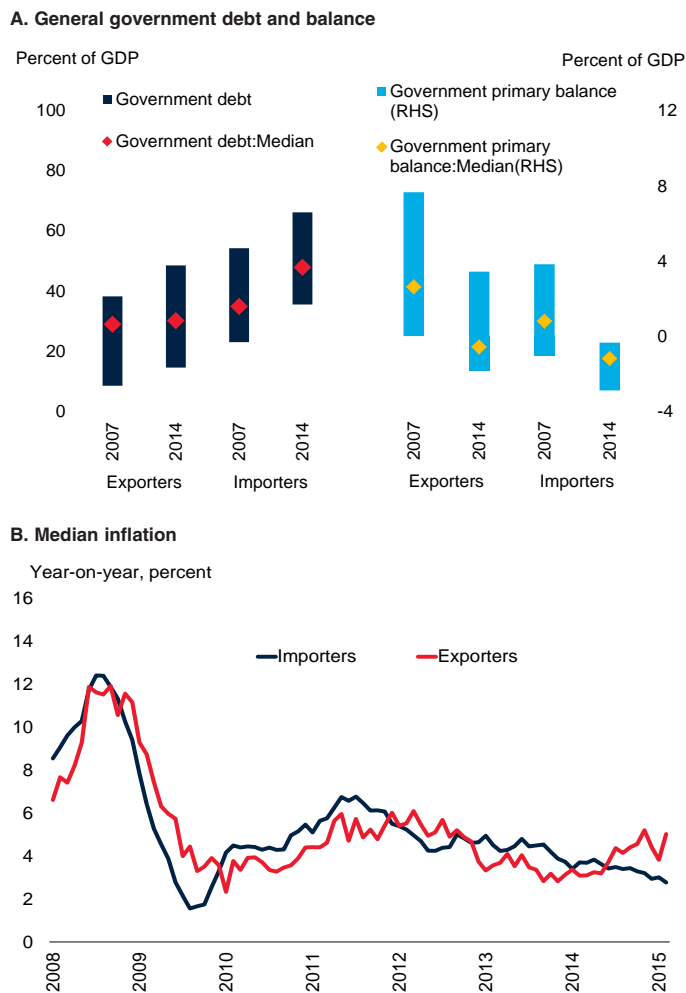 A. General government debt and balance
Percent of GDP
Percent of GDP
Government debt
Government debt:Median
Government primary balance
(RHS)
Government primary
balance:Median(RHS)
100
80
60
40
20
0
12
8
4
0
-4
2007
2014
2007
2014
2007
2014
2007
2014
Exporters
Importers
Exporters
Importers
B. Median inflation
Year-on-year, percent
16
14
12
10
8
6
4
2
0
Importers
Exporters
2008
2009
2010
2011
2012
2013
2014
2015